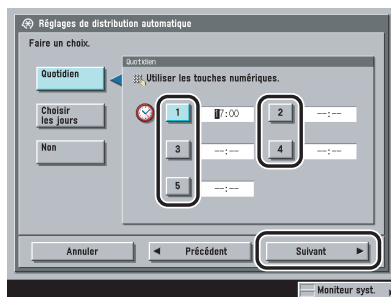 Réglages de distribution automatique
Faire un choix.
Quotidien
Quotidien
Utiliser les touches numériques.
Choisir
les jours
Non
1 17:00 2 --:--
3 --:-- 4 --:--
5 --:--
Annuler
Précédent
Suivant
Moniteur syst.